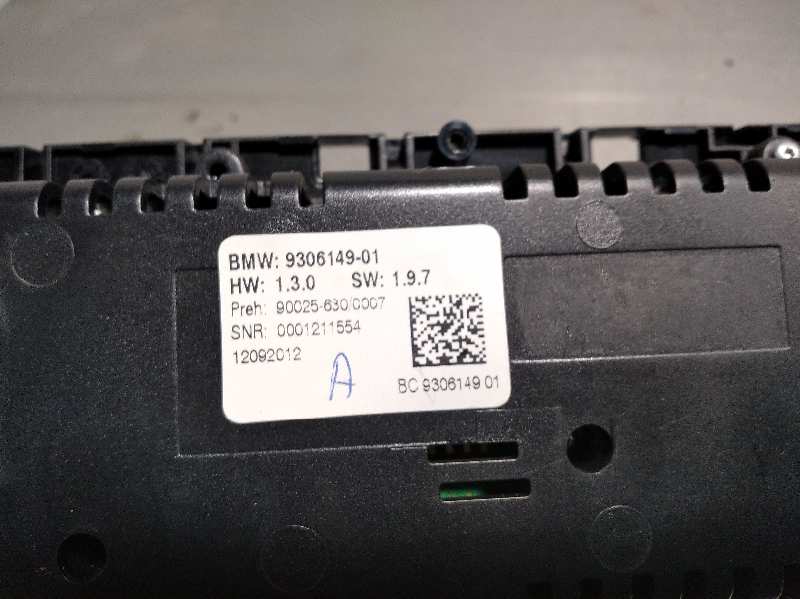 BMW: 9306149-01
HW: 1.3.0 SW: 1.9.7
Preh: 90025-630/0007
SNR: 0001211554
12092012
A
BC 9306149 01